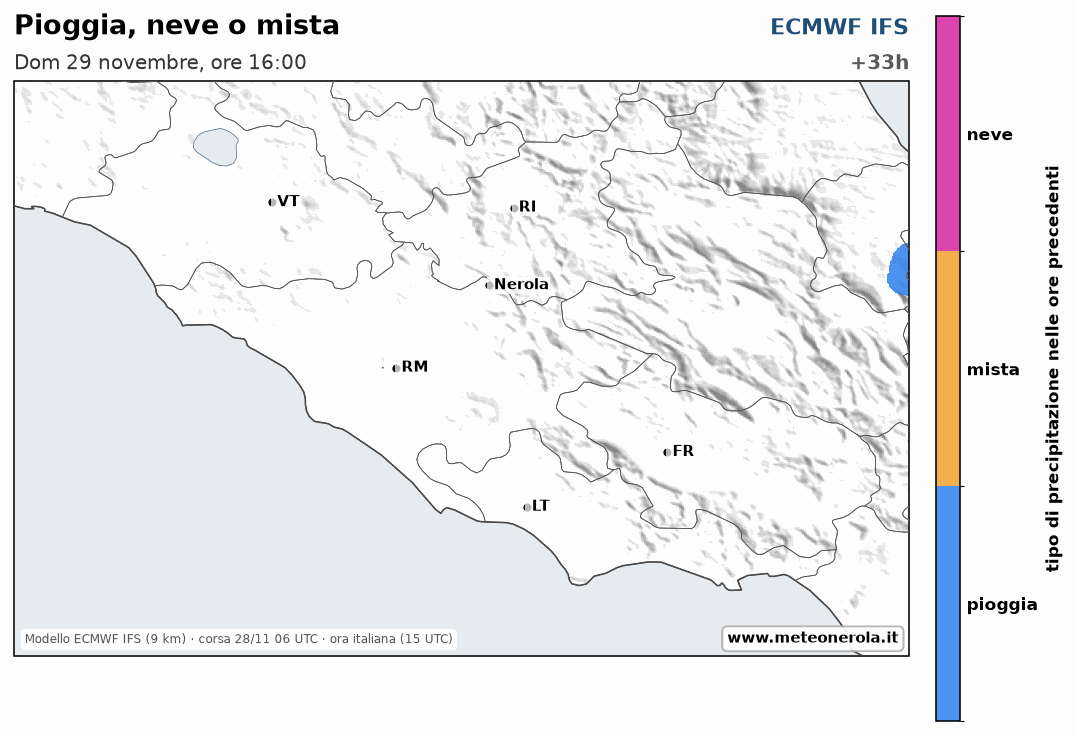 Pioggia, neve o mista
ECMWF IFS
Dom 29 novembre, ore 16:00
+33h
neve
mista
pioggia
tipo di precipitazione nelle ore precedenti
VT
RI
Nerola
RM
FR
LT
Modello ECMWF IFS (9 km) · corsa 28/11 06 UTC · ora italiana (15 UTC)
www.meteonerola.it